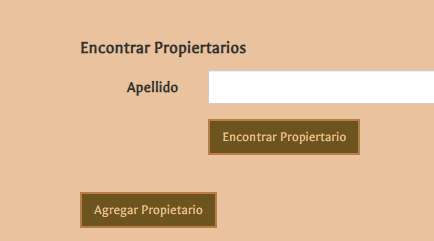 Encontrar Propiertarios
Apellido
Encontrar Propiertario
Agregar Propietario